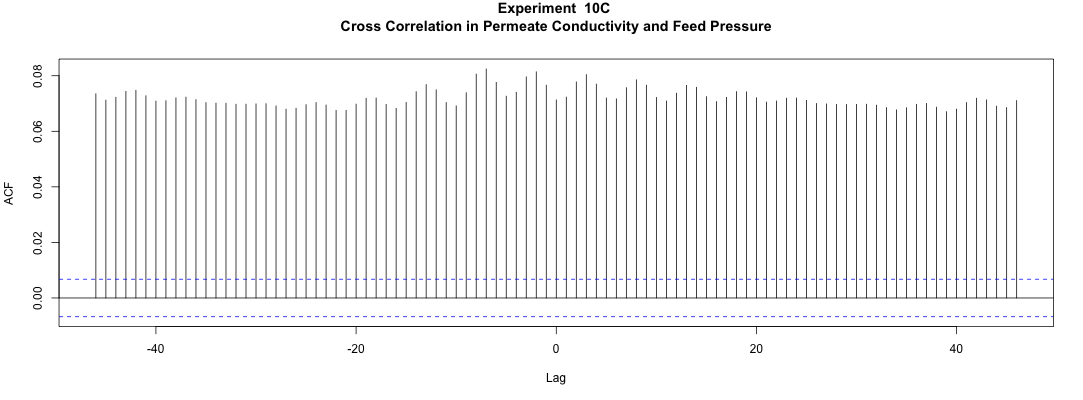 Experiment  10C
Cross Correlation in Permeate Conductivity and Feed Pressure
ACF
0.08
0.06
0.04
0.02
0.00
-40
-20
0
20
40
Lag